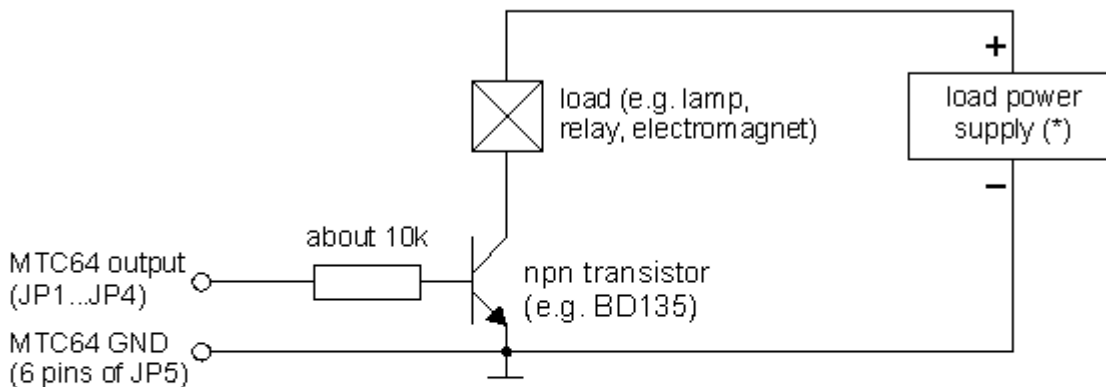 +
load (e.g. lamp,
relay, electromagnet)
load power
supply (*)
–
about 10k
MTC64 output
(JP1...JP4)
npn transistor
(e.g. BD135)
MTC64 GND
(6 pins of JP5)